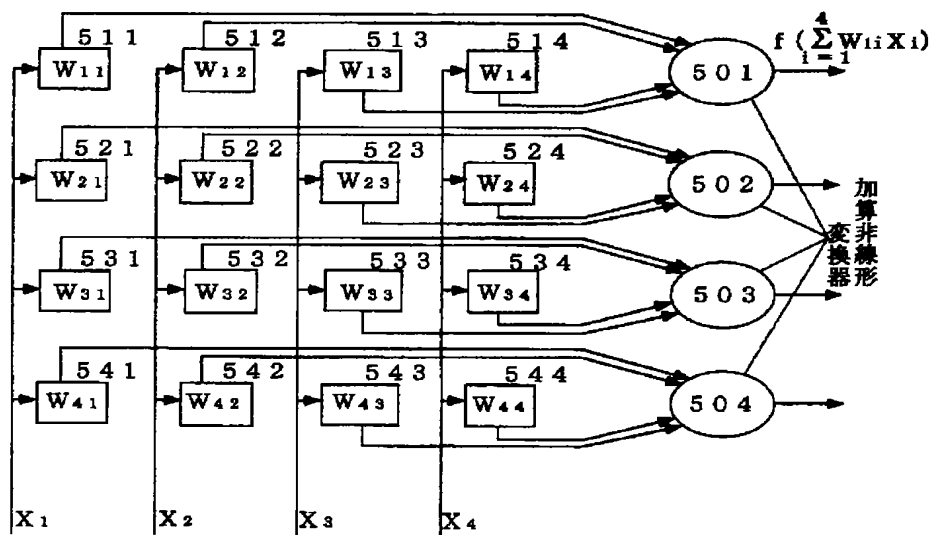 511 512 513 514
f (Σ W₁ᵢ Xᵢ)
4
i = 1
W₁₁ W₁₂ W₁₃ W₁₄ 501
521 522 523 524
W₂₁ W₂₂ W₂₃ W₂₄ 502
加算非線形
変換器
531 532 533 534
W₃₁ W₃₂ W₃₃ W₃₄ 503
541 542 543 544
W₄₁ W₄₂ W₄₃ W₄₄ 504
X₁ X₂ X₃ X₄